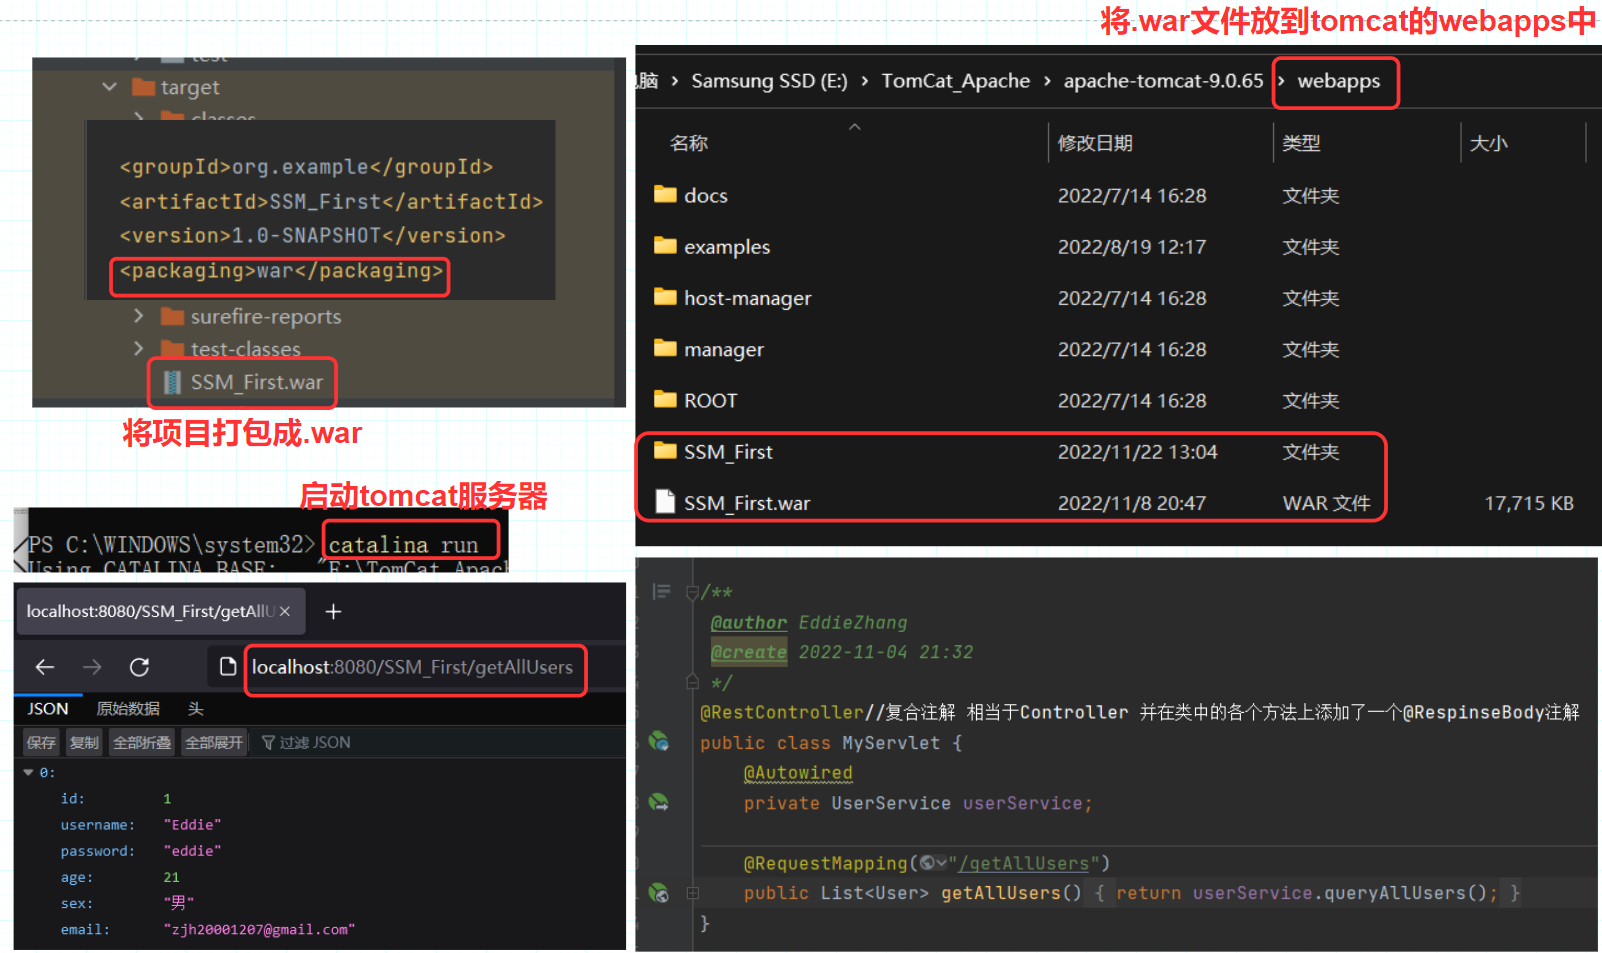 将.war文件放到tomcat的webapps中
test
target
classes
<groupId>org.example</groupId>
<artifactId>SSM_First</artifactId>
<version>1.0-SNAPSHOT</version>
<packaging>war</packaging>
surefire-reports
test-classes
SSM_First.war
将项目打包成.war
脑 › Samsung SSD (E:) › TomCat_Apache › apache-tomcat-9.0.65 › webapps
名称 修改日期 类型 大小
docs 2022/7/14 16:28 文件夹
examples 2022/8/19 12:17 文件夹
host-manager 2022/7/14 16:28 文件夹
manager 2022/7/14 16:28 文件夹
ROOT 2022/7/14 16:28 文件夹
SSM_First 2022/11/22 13:04 文件夹
SSM_First.war 2022/11/8 20:47 WAR 文件 17,715 KB
启动tomcat服务器
PS C:\WINDOWS\system32> catalina run
Using CATALINA_BASE: "E:\TomCat_Apach
localhost:8080/SSM_First/getAllU
localhost:8080/SSM_First/getAllUsers
JSON 原始数据 头
保存 复制 全部折叠 全部展开 过滤 JSON
0:
id: 1
username: "Eddie"
password: "eddie"
age: 21
sex: "男"
email: "zjh20001207@gmail.com"
/**
@author EddieZhang
@create 2022-11-04 21:32
*/
@RestController//复合注解 相当于Controller 并在类中的各个方法上添加了一个@RespinseBody注解
public class MyServlet {
@Autowired
private UserService userService;
@RequestMapping("/getAllUsers")
public List<User> getAllUsers() { return userService.queryAllUsers(); }
}